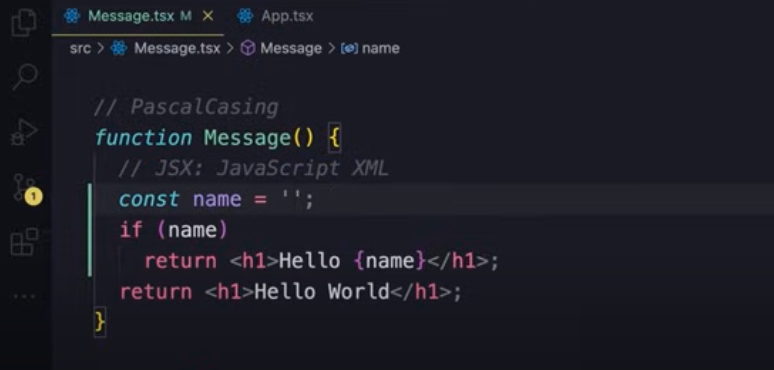 Message.tsx M × App.tsx
src > Message.tsx > Message > name
// PascalCasing
function Message() {
// JSX: JavaScript XML
const name = '';
1
if (name)
return <h1>Hello {name}</h1>;
return <h1>Hello World</h1>;
}